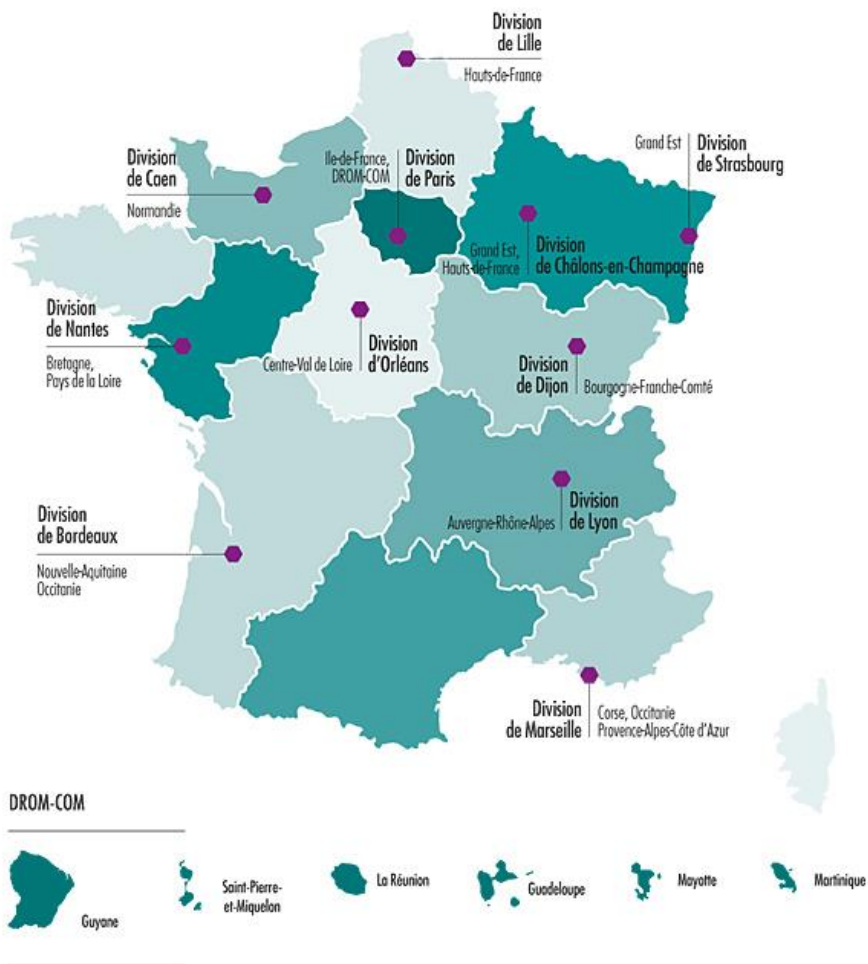 Division
de Lille
Hauts-de-France
Division
de Caen
Normandie
Ile-de-France,
DROM-COM
Division
de Paris
Grand Est
Division
de Strasbourg
Grand Est,
Hauts-de-France
Division
de Châlons-en-Champagne
Division
de Nantes
Bretagne,
Pays de la Loire
Centre-Val de Loire
Division
d'Orléans
Division
de Dijon
Bourgogne-Franche-Comté
Auvergne-Rhône-Alpes
Division
de Lyon
Division
de Bordeaux
Nouvelle-Aquitaine
Occitanie
Division
de Marseille
Corse, Occitanie
Provence-Alpes-Côte d'Azur
DROM-COM
Guyane
Saint-Pierre-
et-Miquelon
La Réunion
Guadeloupe
Mayotte
Martinique